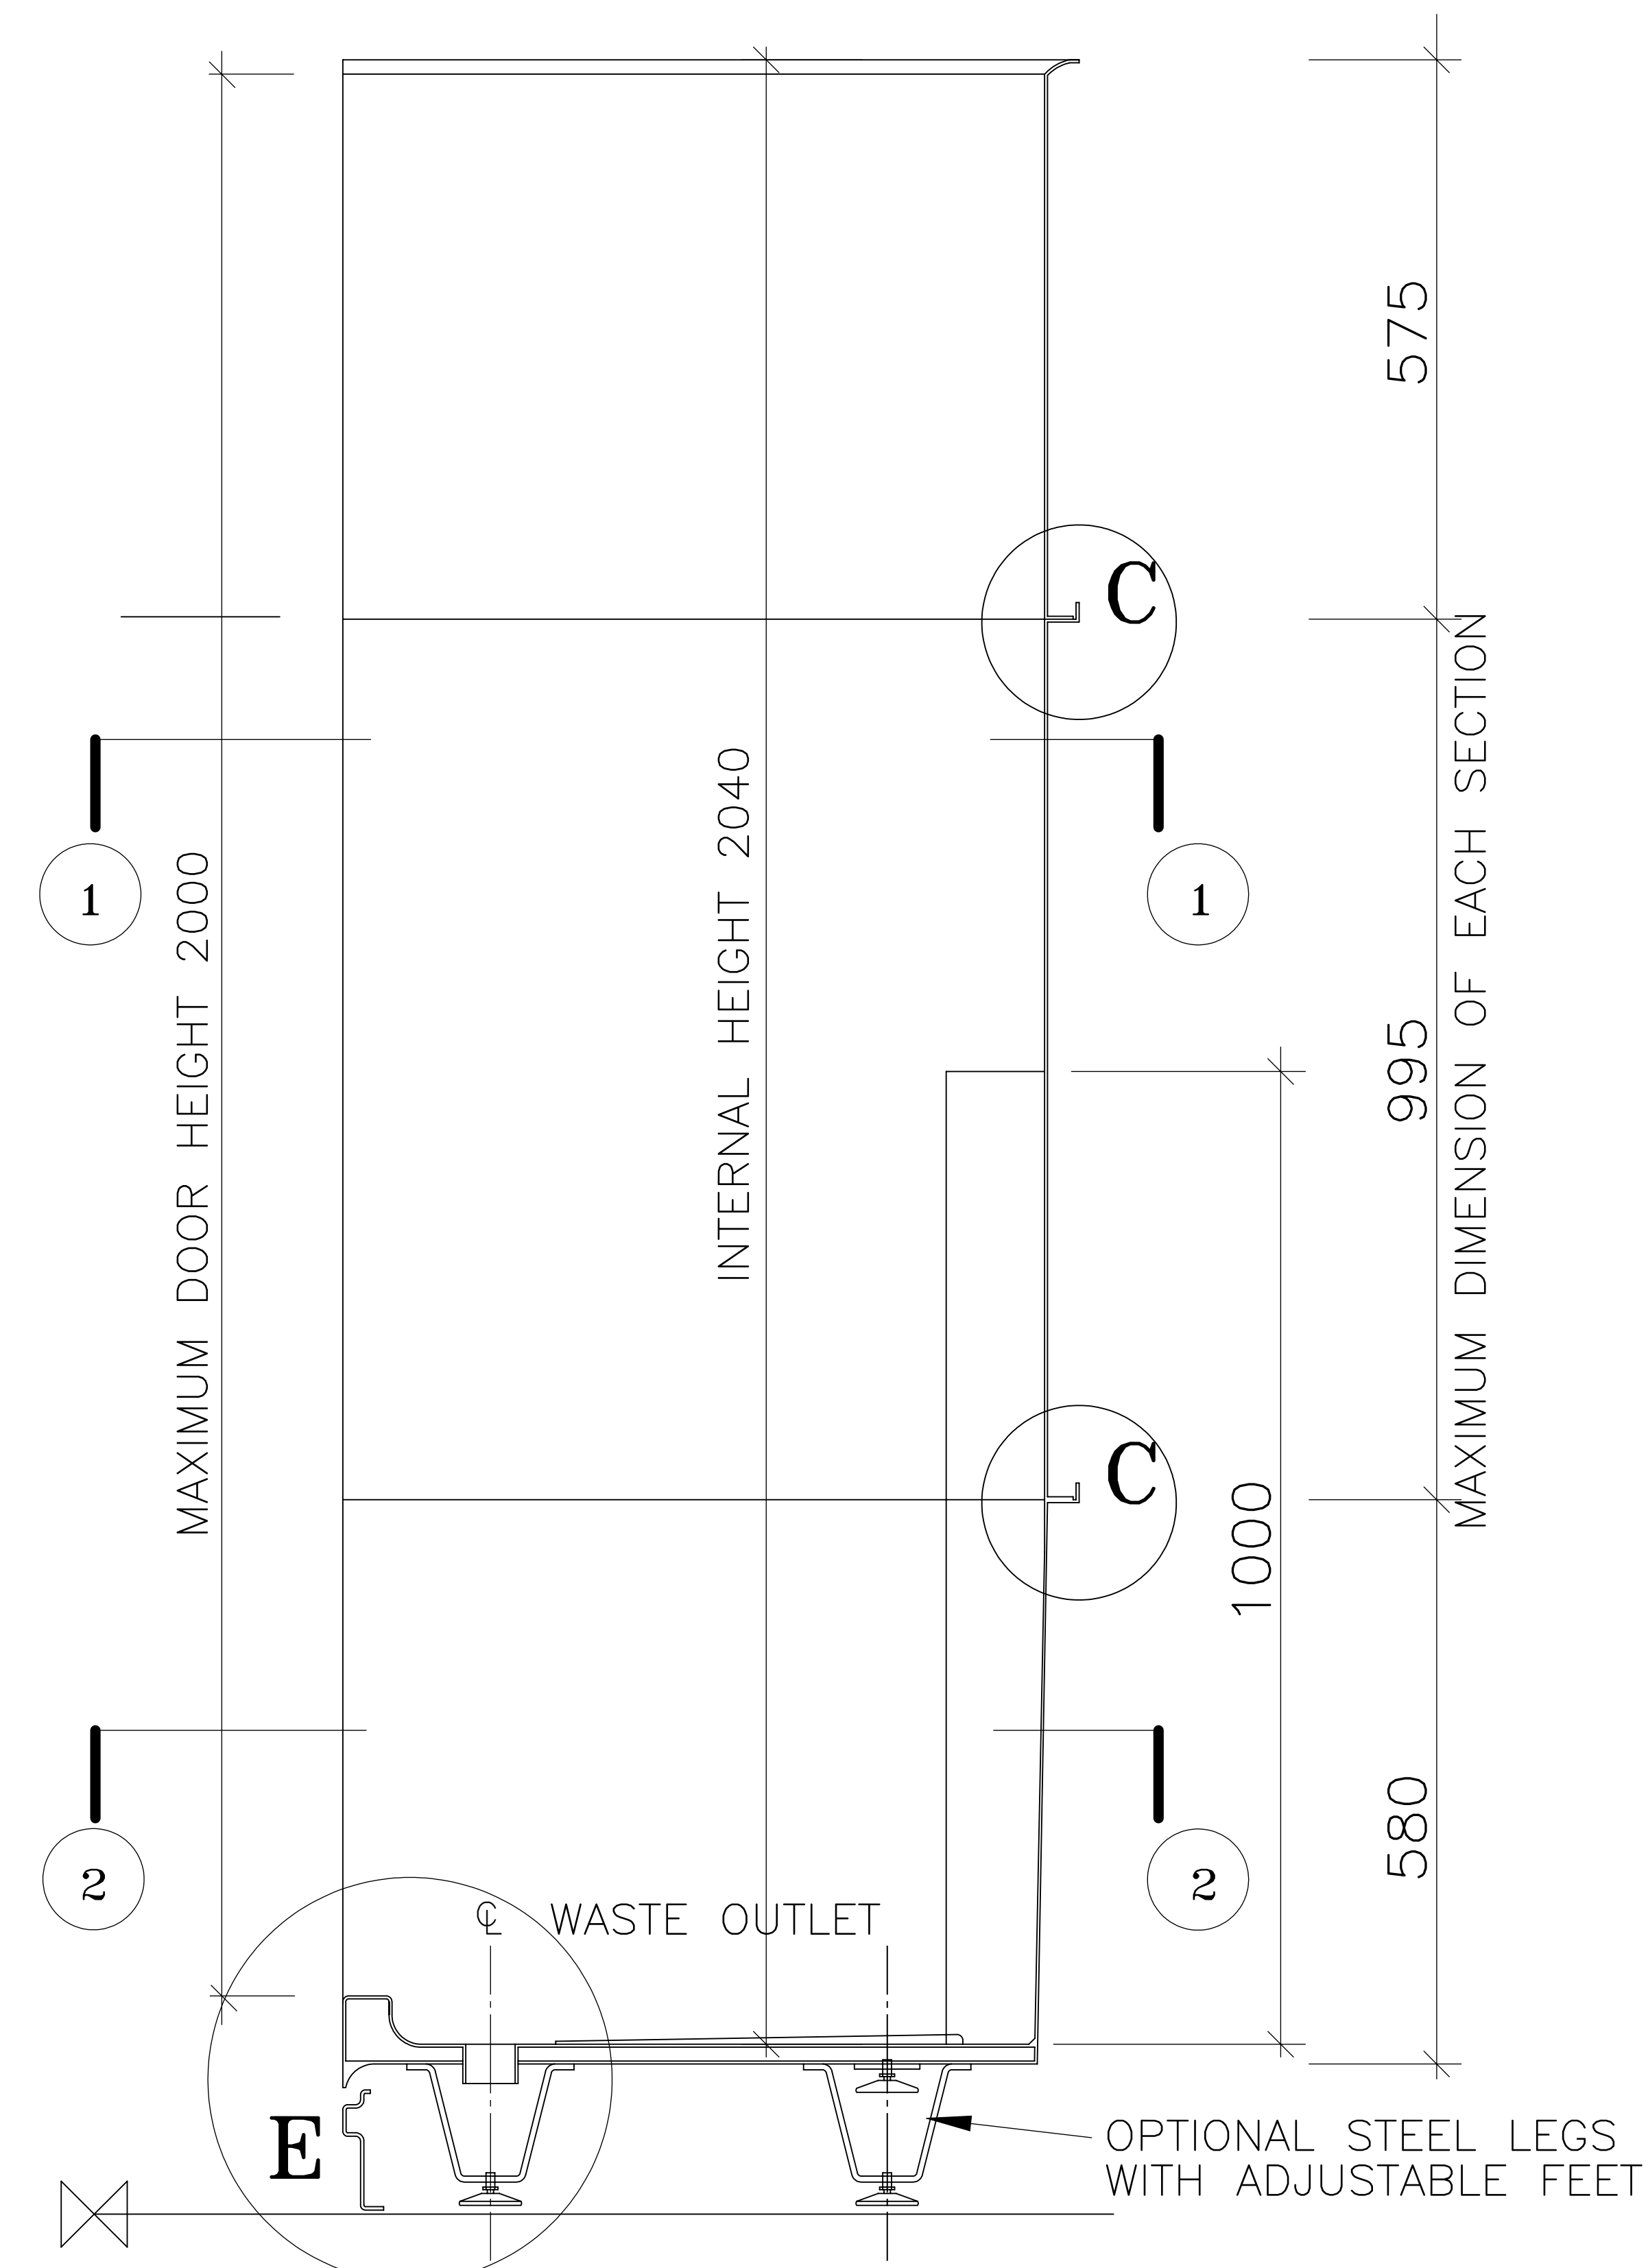 575
C
MAXIMUM DIMENSION OF EACH SECTION
1
1
MAXIMUM DOOR HEIGHT 2000
INTERNAL HEIGHT 2040
995
C
1000
580
2
2
℄ WASTE OUTLET
E
OPTIONAL STEEL LEGS
WITH ADJUSTABLE FEET